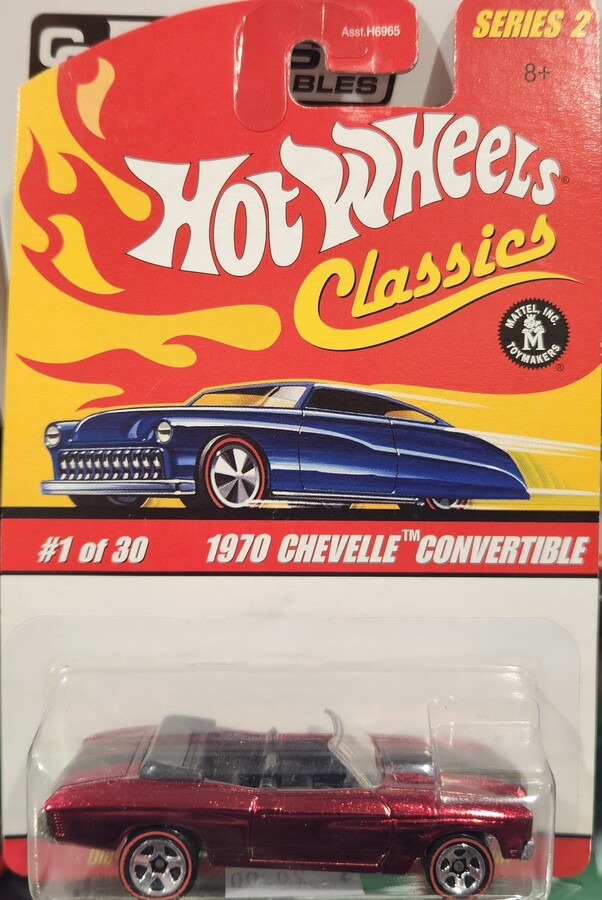 Asst.H6965
SERIES 2
8+
BLES
HOT WHEELS®
Classics
MATTEL, INC.
M
TOYMAKERS
®
#1 of 30
1970 CHEVELLE™ CONVERTIBLE